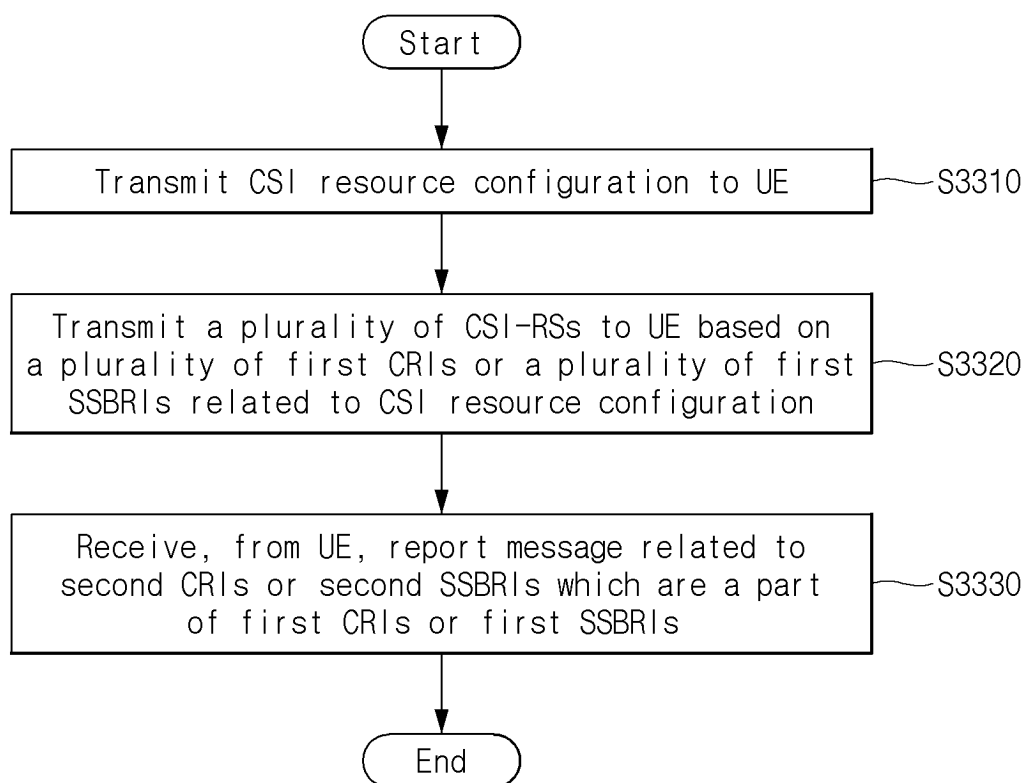 Start
Transmit CSI resource configuration to UE
S3310
Transmit a plurality of CSI-RSs to UE based on
a plurality of first CRIs or a plurality of first
SSBRIs related to CSI resource configuration
S3320
Receive, from UE, report message related to
second CRIs or second SSBRIs which are a part
of first CRIs or first SSBRIs
S3330
End